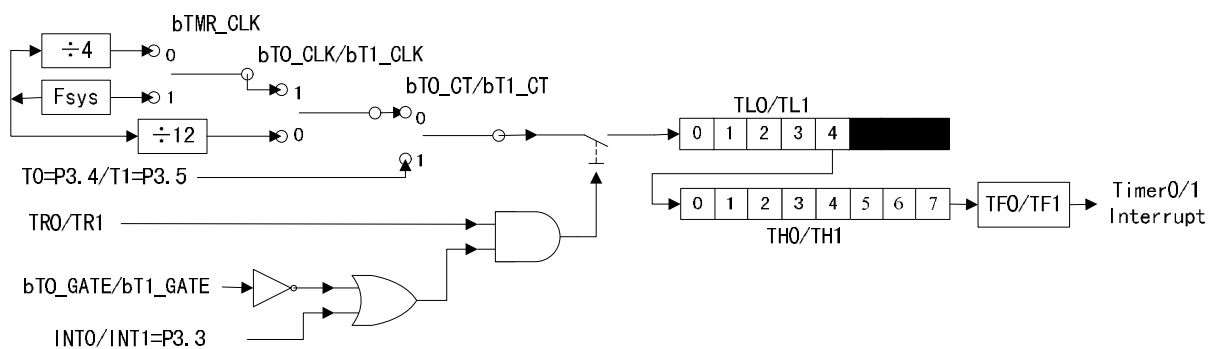 bTMR_CLK
÷4
0
bT0_CLK/bT1_CLK
Fsys
1
1
bT0_CT/bT1_CT
0
÷12
0
TL0/TL1
0 1 2 3 4
1
T0=P3.4/T1=P3.5
0 1 2 3 4 5 6 7
TF0/TF1
Timer0/1
Interrupt
TR0/TR1
TH0/TH1
bT0_GATE/bT1_GATE
INT0/INT1=P3.3